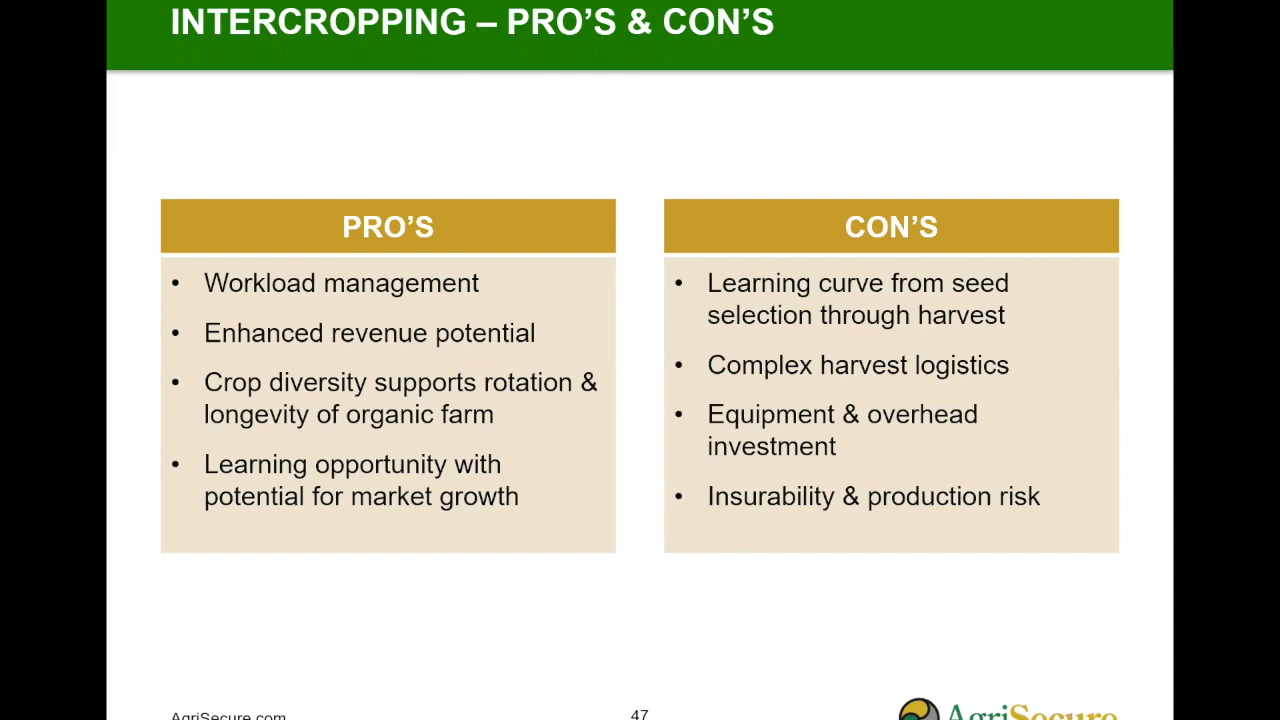 INTERCROPPING – PRO’S & CON’S
PRO’S
• Workload management
• Enhanced revenue potential
• Crop diversity supports rotation &
longevity of organic farm
• Learning opportunity with
potential for market growth
CON’S
• Learning curve from seed
selection through harvest
• Complex harvest logistics
• Equipment & overhead
investment
• Insurability & production risk
AgriSecure.com
47
AgriSecure